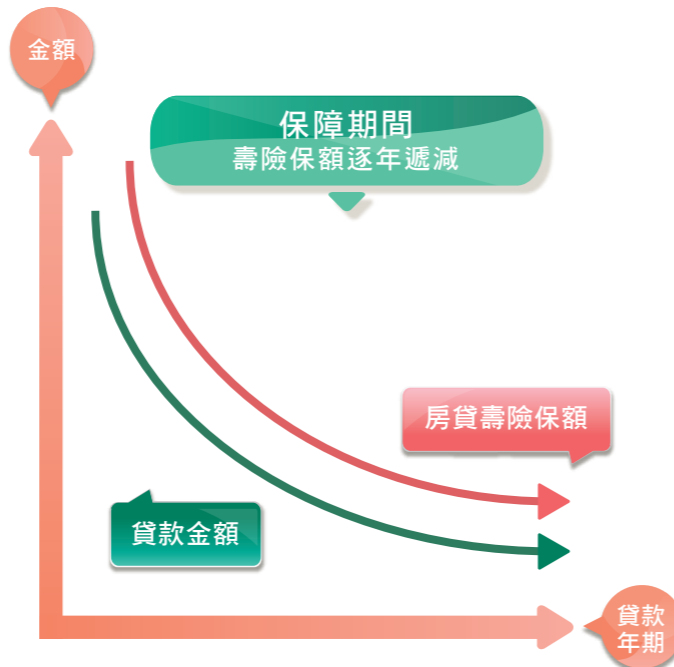 金額
保障期間
壽險保額逐年遞減
房貸壽險保額
貸款金額
貸款
年期